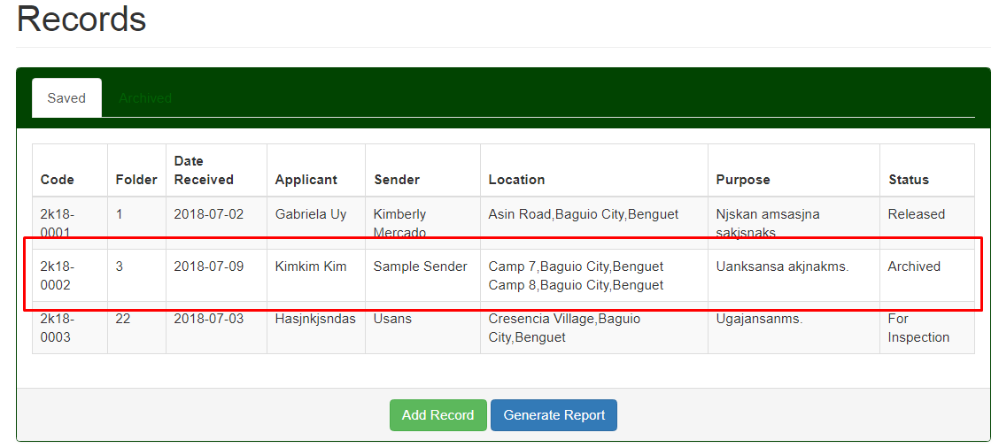 Records
Saved Archived
Code Folder Date Received Applicant Sender Location Purpose Status
2k18-0001 1 2018-07-02 Gabriela Uy Kimberly Mercado Asin Road,Baguio City,Benguet Njskan amsasjna sakjsnaks. Released
2k18-0002 3 2018-07-09 Kimkim Kim Sample Sender Camp 7,Baguio City,Benguet Camp 8,Baguio City,Benguet Uanksansa akjnakms. Archived
2k18-0003 22 2018-07-03 Hasjnkjsndas Usans Cresencia Village,Baguio City,Benguet Ugajansanms. For Inspection
Add Record Generate Report